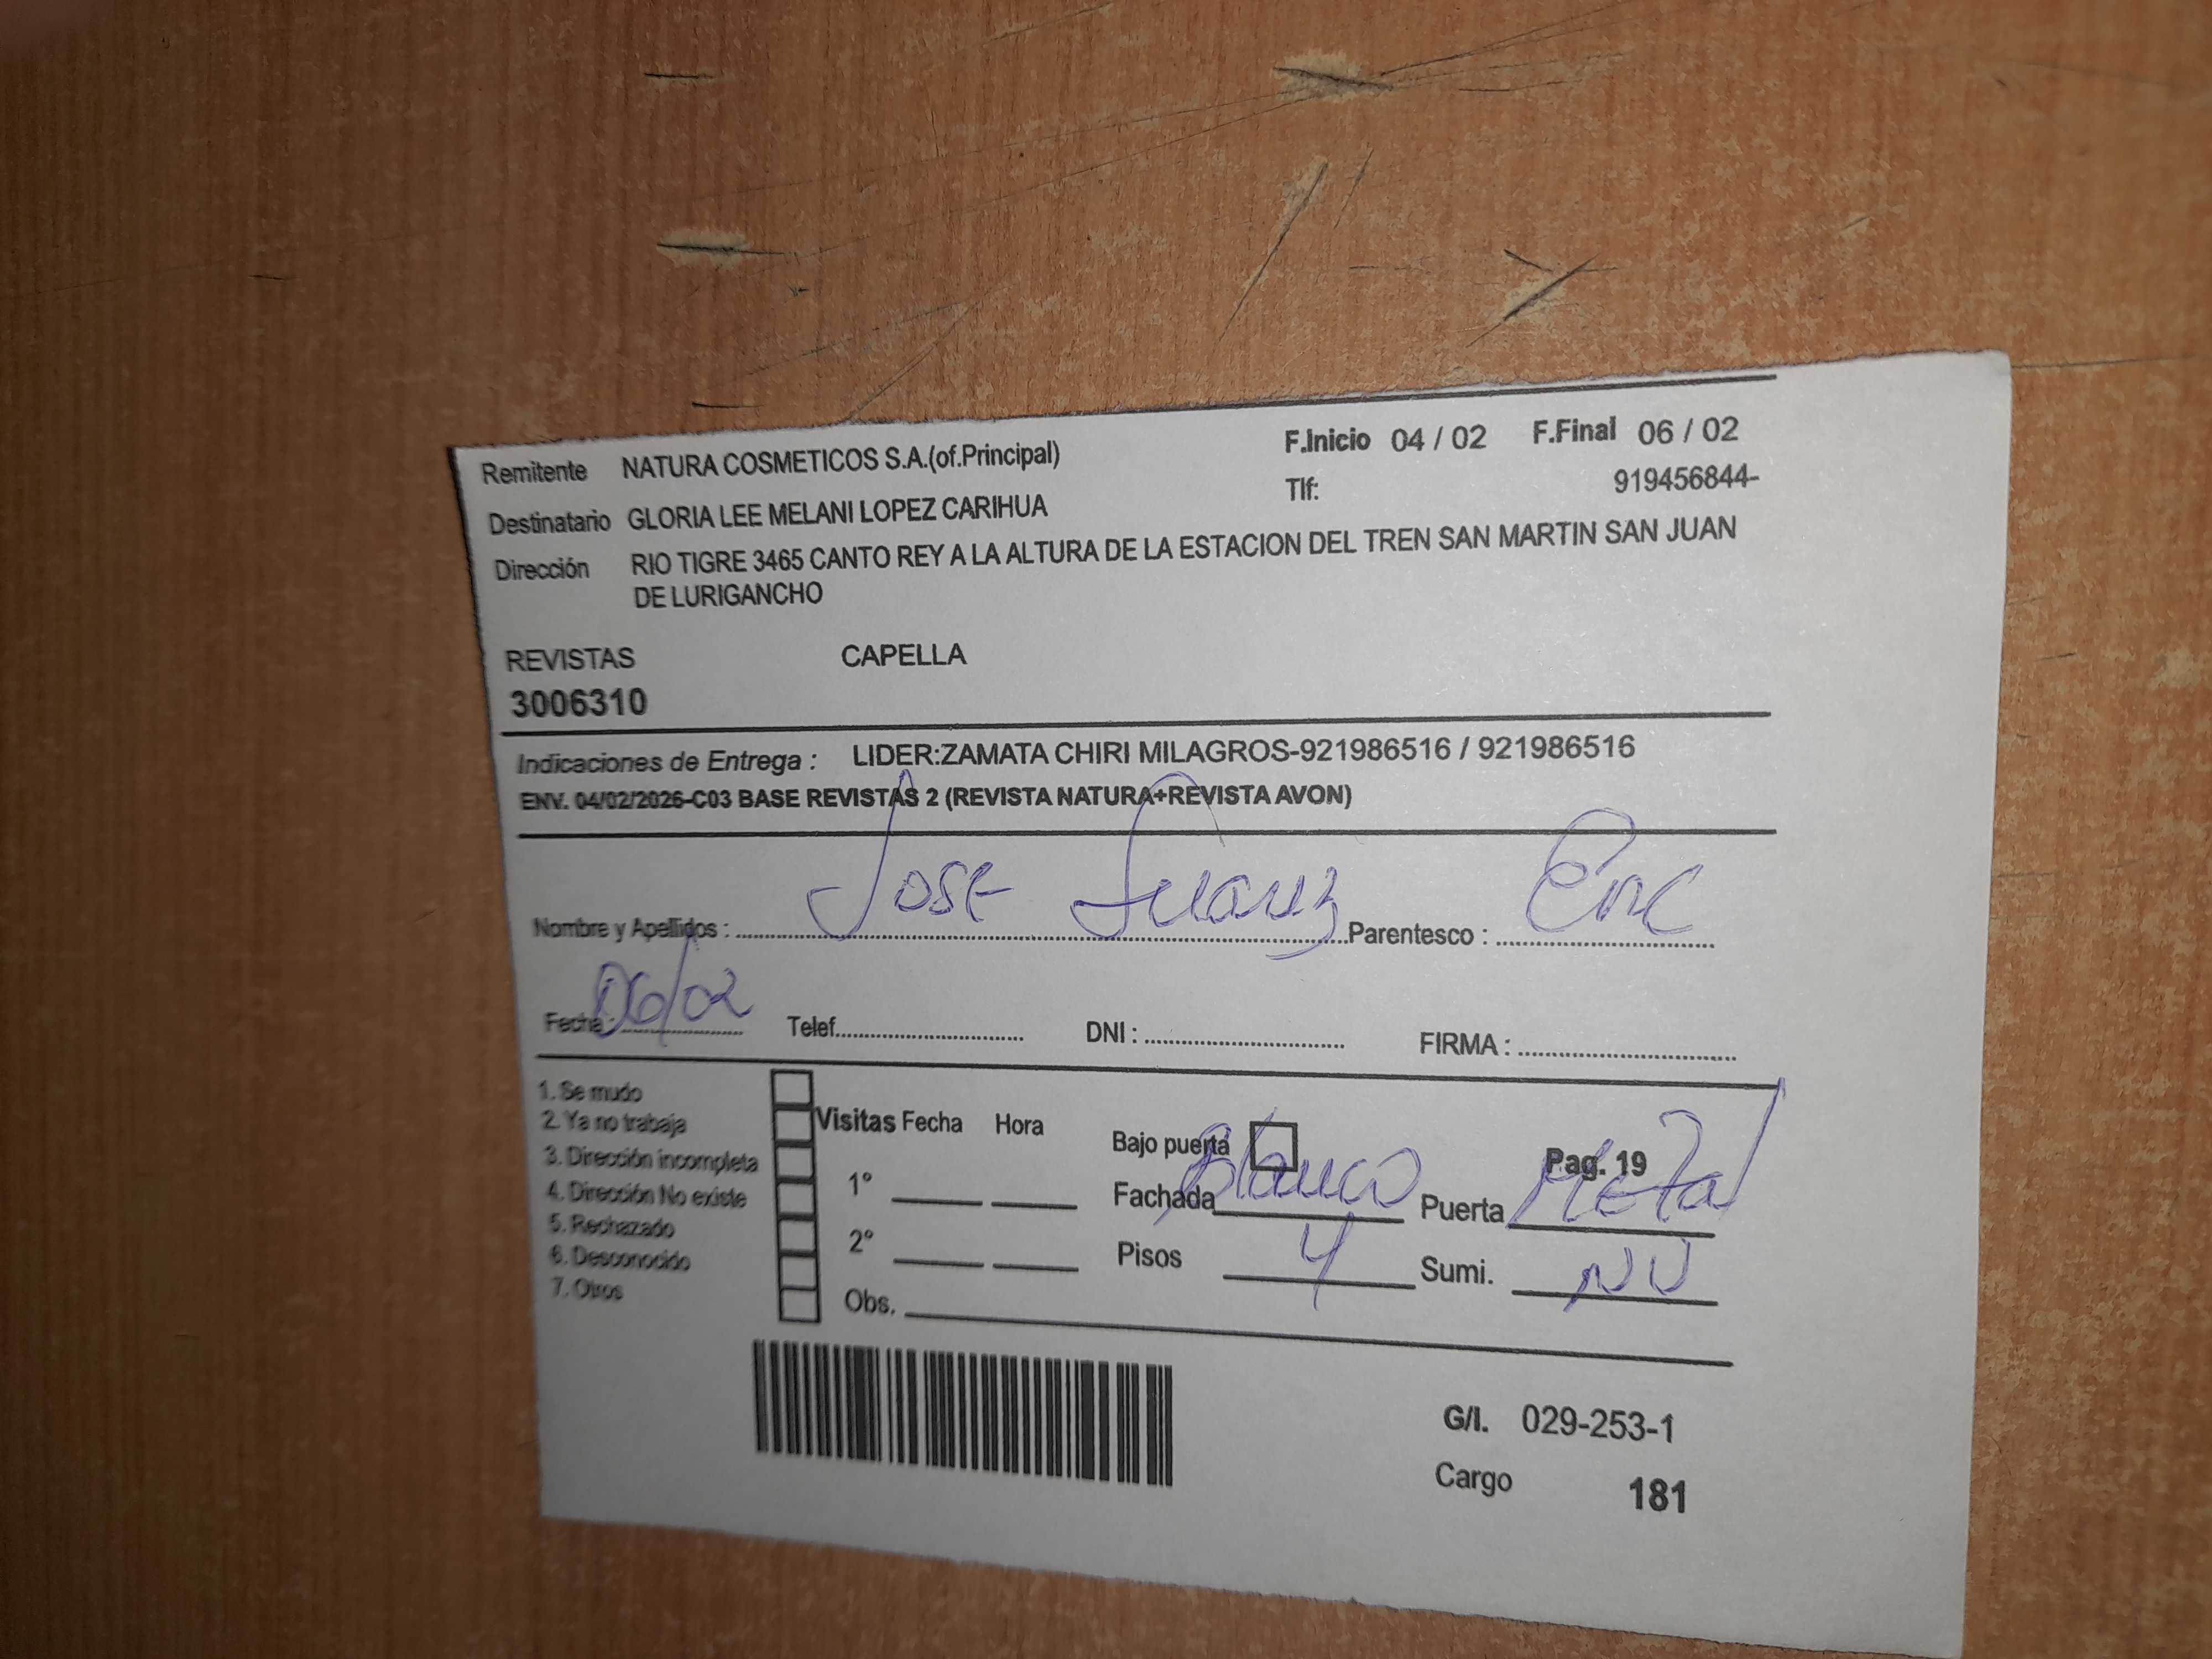 Remitente NATURA COSMETICOS S.A.(of.Principal) F.Inicio 04 / 02 F.Final 06 / 02
Tlf: 919456844-
Destinatario GLORIA LEE MELANI LOPEZ CARIHUA
Dirección RIO TIGRE 3465 CANTO REY A LA ALTURA DE LA ESTACION DEL TREN SAN MARTIN SAN JUAN
DE LURIGANCHO
REVISTAS CAPELLA
3006310
Indicaciones de Entrega : LIDER:ZAMATA CHIRI MILAGROS-921986516 / 921986516
ENV. 04/02/2026-C03 BASE REVISTAS 2 (REVISTA NATURA+REVISTA AVON)
Nombre y Apellidos : Jose Suarez Parentesco : Enc
Fecha : 06/02 Telef. DNI : FIRMA :
1. Se mudo
2. Ya no trabaja
3. Dirección incompleta
4. Dirección No existe
5. Rechazado
6. Desconocido
7. Otros
Visitas Fecha Hora
1°
2°
Obs.
Bajo puerta Pag. 19
Fachada Blanco Puerta Metal
Pisos 4 Sumi.
G/I. 029-253-1
Cargo 181